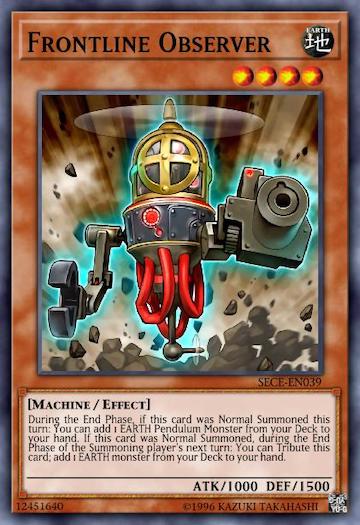 FRONTLINE OBSERVER
EARTH
地
SECE-EN039
[MACHINE / EFFECT]
During the End Phase, if this card was Normal Summoned this
turn: You can add 1 EARTH Pendulum Monster from your Deck to
your hand. If this card was Normal Summoned, during the End
Phase of the Summoning player's next turn: You can Tribute this
card; add 1 EARTH monster from your Deck to your hand.
ATK/1000 DEF/1500
12451640
©1996 KAZUKI TAKAHASHI